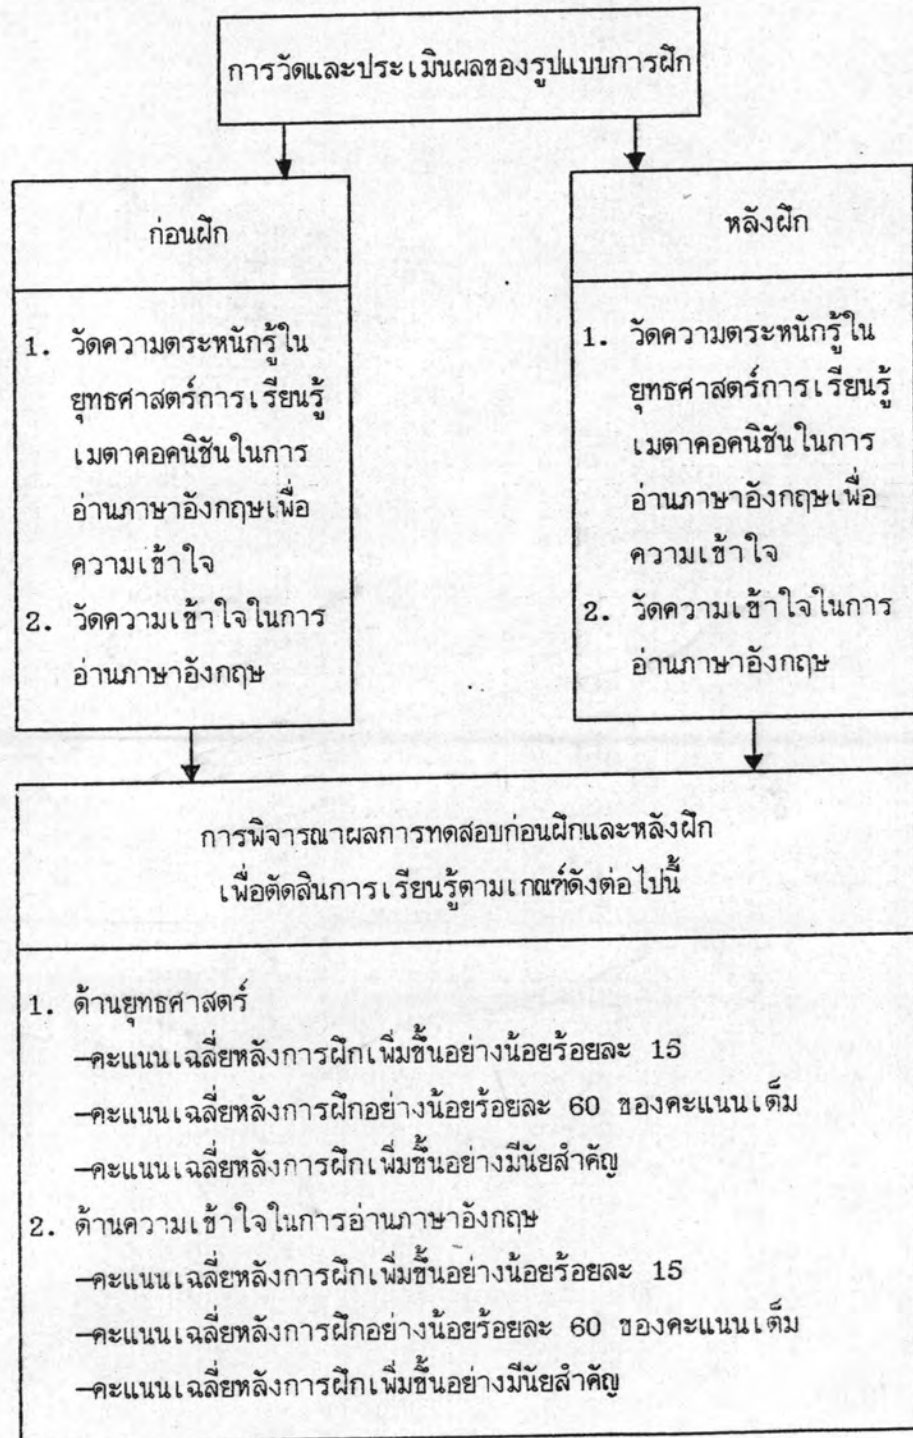 การวัดและประเมินผลของรูปแบบการฝึก
ก่อนฝึก
1. วัดความตระหนักรู้ใน
ยุทธศาสตร์การเรียนรู้
เมตาคอคนิชันในการ
อ่านภาษาอังกฤษเพื่อ
ความเข้าใจ
2. วัดความเข้าใจในการ
อ่านภาษาอังกฤษ
หลังฝึก
1. วัดความตระหนักรู้ใน
ยุทธศาสตร์การเรียนรู้
เมตาคอคนิชันในการ
อ่านภาษาอังกฤษเพื่อ
ความเข้าใจ
2. วัดความเข้าใจในการ
อ่านภาษาอังกฤษ
การพิจารณาผลการทดสอบก่อนฝึกและหลังฝึก
เพื่อตัดสินการเรียนรู้ตามเกณฑ์ดังต่อไปนี้
1. ด้านยุทธศาสตร์
-คะแนนเฉลี่ยหลังการฝึกเพิ่มขึ้นอย่างน้อยร้อยละ 15
-คะแนนเฉลี่ยหลังการฝึกอย่างน้อยร้อยละ 60 ของคะแนนเต็ม
-คะแนนเฉลี่ยหลังการฝึกเพิ่มขึ้นอย่างมีนัยสำคัญ
2. ด้านความเข้าใจในการอ่านภาษาอังกฤษ
-คะแนนเฉลี่ยหลังการฝึกเพิ่มขึ้นอย่างน้อยร้อยละ 15
-คะแนนเฉลี่ยหลังการฝึกอย่างน้อยร้อยละ 60 ของคะแนนเต็ม
-คะแนนเฉลี่ยหลังการฝึกเพิ่มขึ้นอย่างมีนัยสำคัญ